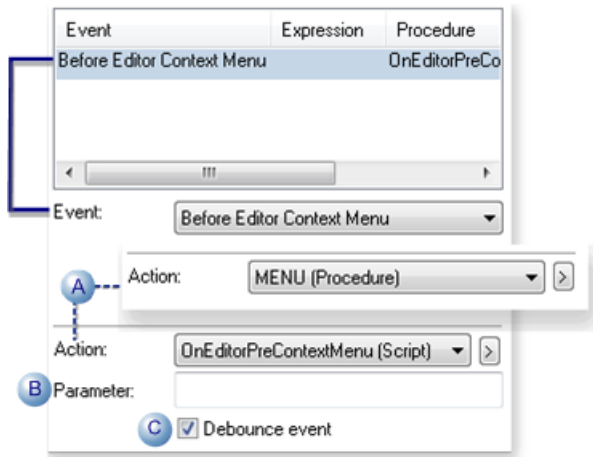 Event Expression Procedure
Before Editor Context Menu OnEditorPreCo
Event: Before Editor Context Menu
A Action: MENU (Procedure) >
Action: OnEditorPreContextMenu (Script) >
B Parameter:
C Debounce event